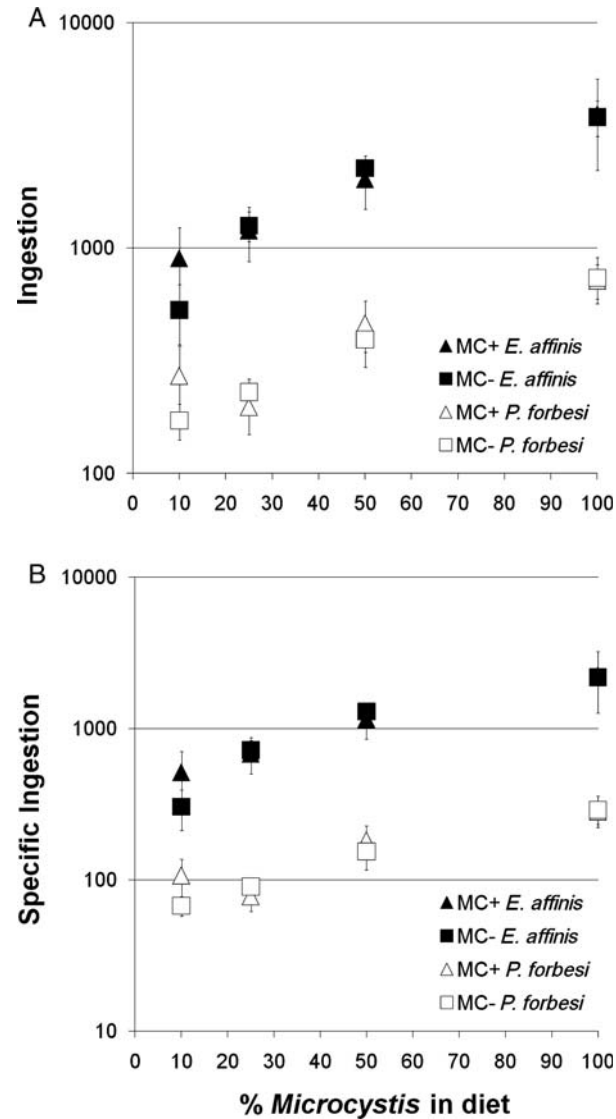 A
10000
1000
100
Ingestion
▲ MC+ E. affinis
■ MC- E. affinis
△ MC+ P. forbesi
□ MC- P. forbesi
0 10 20 30 40 50 60 70 80 90 100
B
10000
1000
100
10
Specific Ingestion
▲ MC+ E. affinis
■ MC- E. affinis
△ MC+ P. forbesi
□ MC- P. forbesi
0 10 20 30 40 50 60 70 80 90 100
% Microcystis in diet